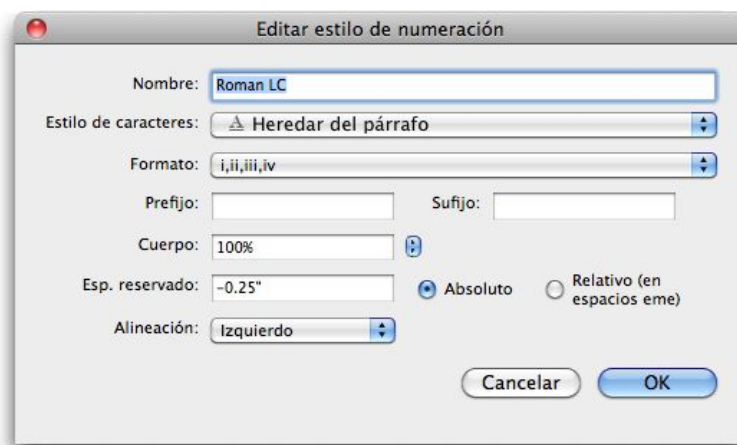 Editar estilo de numeración
Nombre: Roman LC
Estilo de caracteres: A Heredar del párrafo
Formato: i,ii,iii,iv
Prefijo: Sufijo:
Cuerpo: 100%
Esp. reservado: -0.25" Absoluto Relativo (en
espacios eme)
Alineación: Izquierdo
Cancelar OK